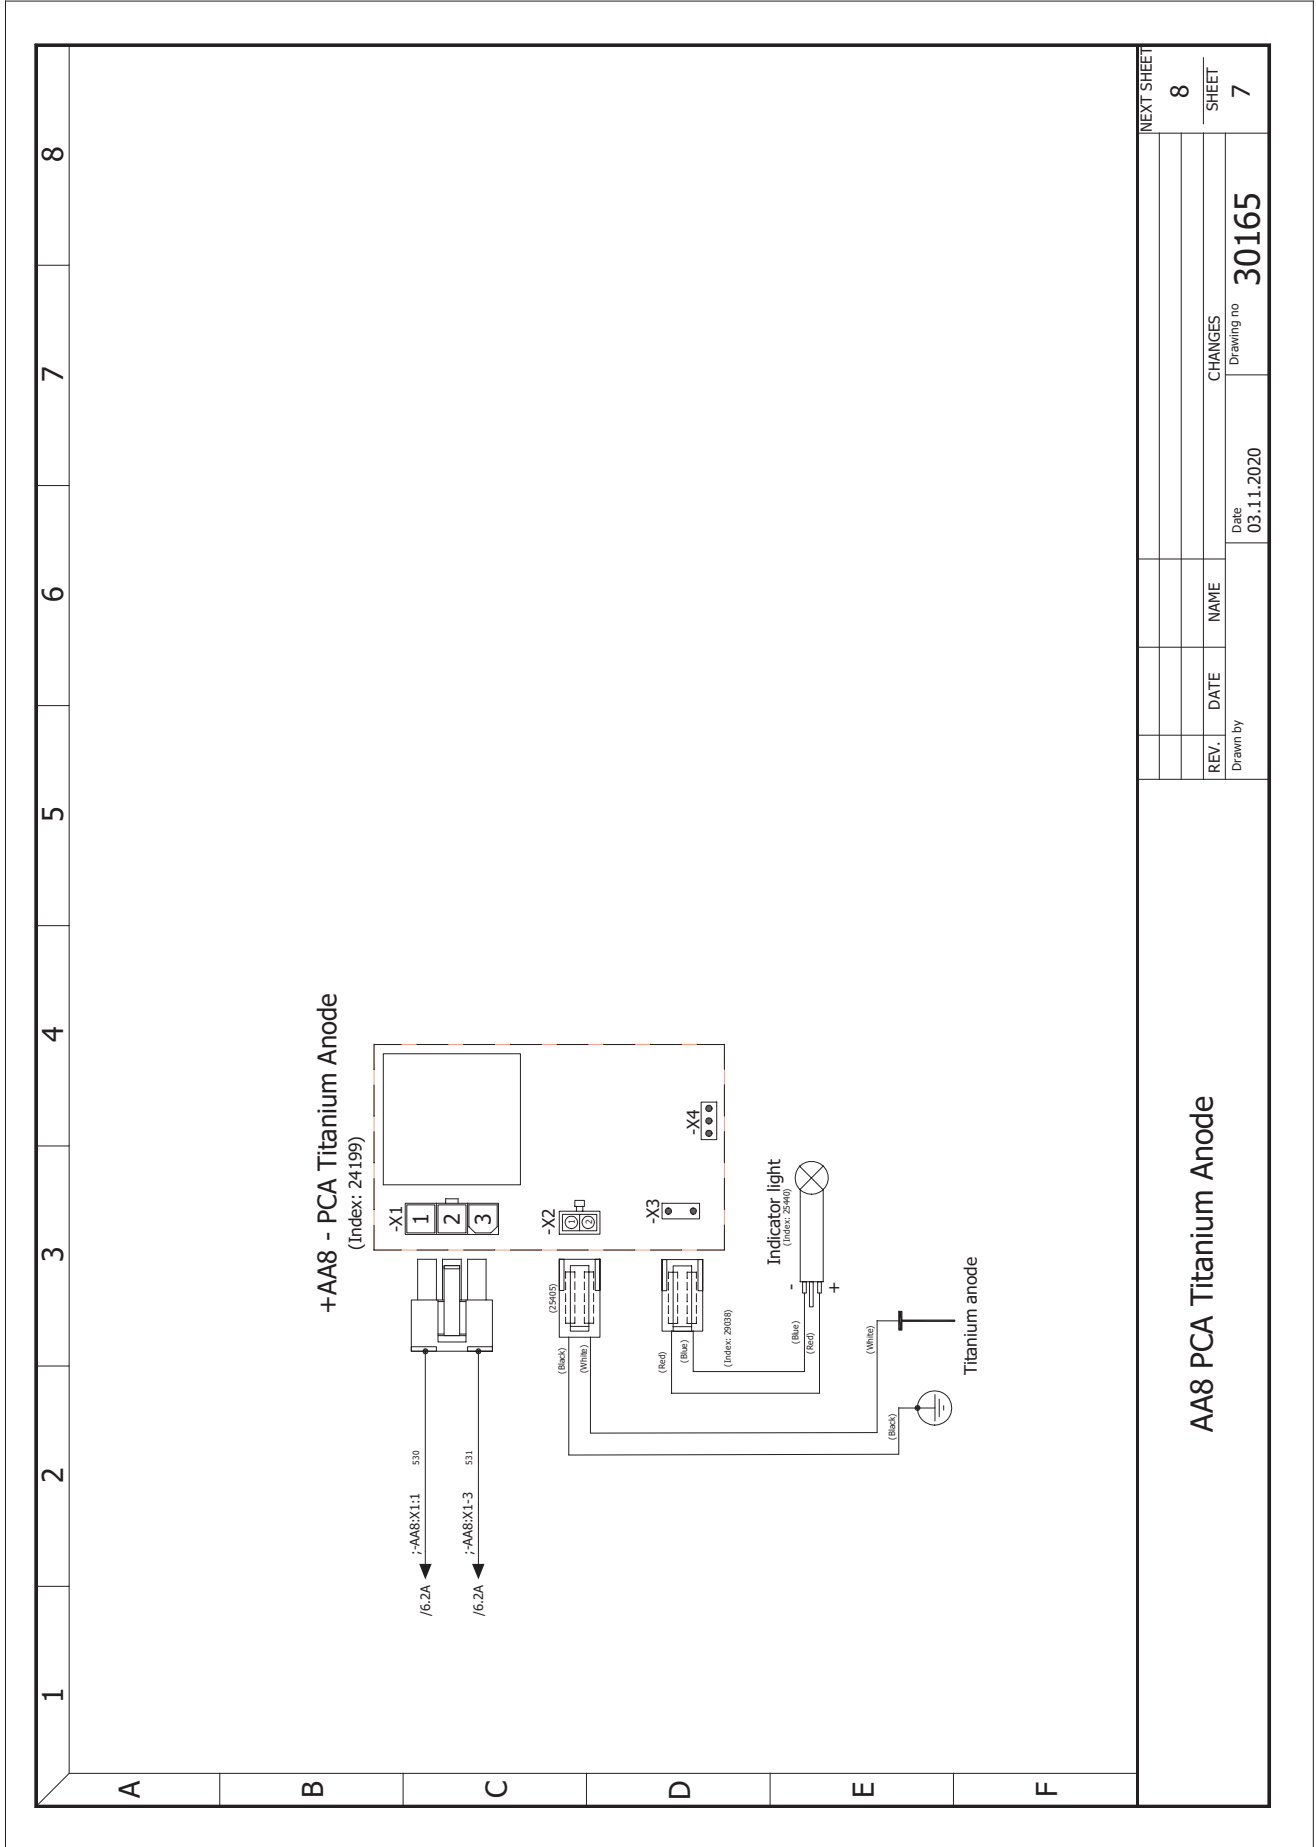 1
2
3
4
5
6
7
8
A
B
C
D
E
F
+AA8 - PCA Titanium Anode
(Index: 24199)
-X1
1
2
3
/6.2A
;-AA8:X1:1
530
/6.2A
;-AA8:X1-3
531
-X2
1
2
(25405)
(Black)
(White)
-X3
-X4
(Red)
(Blue)
(Index: 29038)
Indicator light
(Index: 25440)
-
+
(Blue)
(Red)
(White)
(Black)
Titanium anode
AA8 PCA Titanium Anode
REV.
DATE
NAME
CHANGES
Drawn by
Date
03.11.2020
Drawing no
30165
NEXT SHEET
8
SHEET
7